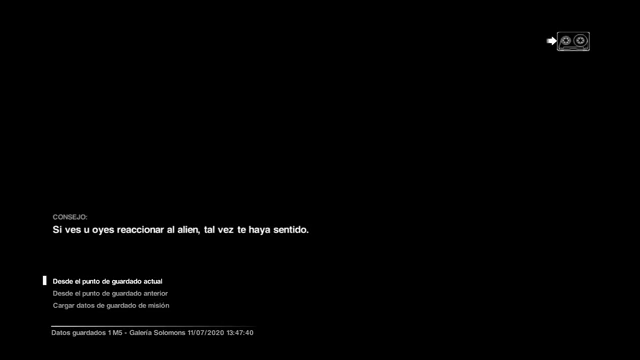 CONSEJO:
Si ves u oyes reaccionar al alien, tal vez te haya sentido.
Desde el punto de guardado actual
Desde el punto de guardado anterior
Cargar datos de guardado de misión
Datos guardados 1 M5 - Galería Solomons 11/07/2020 13:47:40